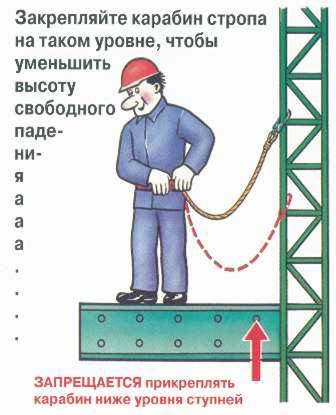 Закрепляйте карабин стропа
на таком уровне, чтобы
уменьшить
высоту
свободного
паде-
ни-
я
а
а
а
.
.
.
.
ЗАПРЕЩАЕТСЯ прикреплять
карабин ниже уровня ступней